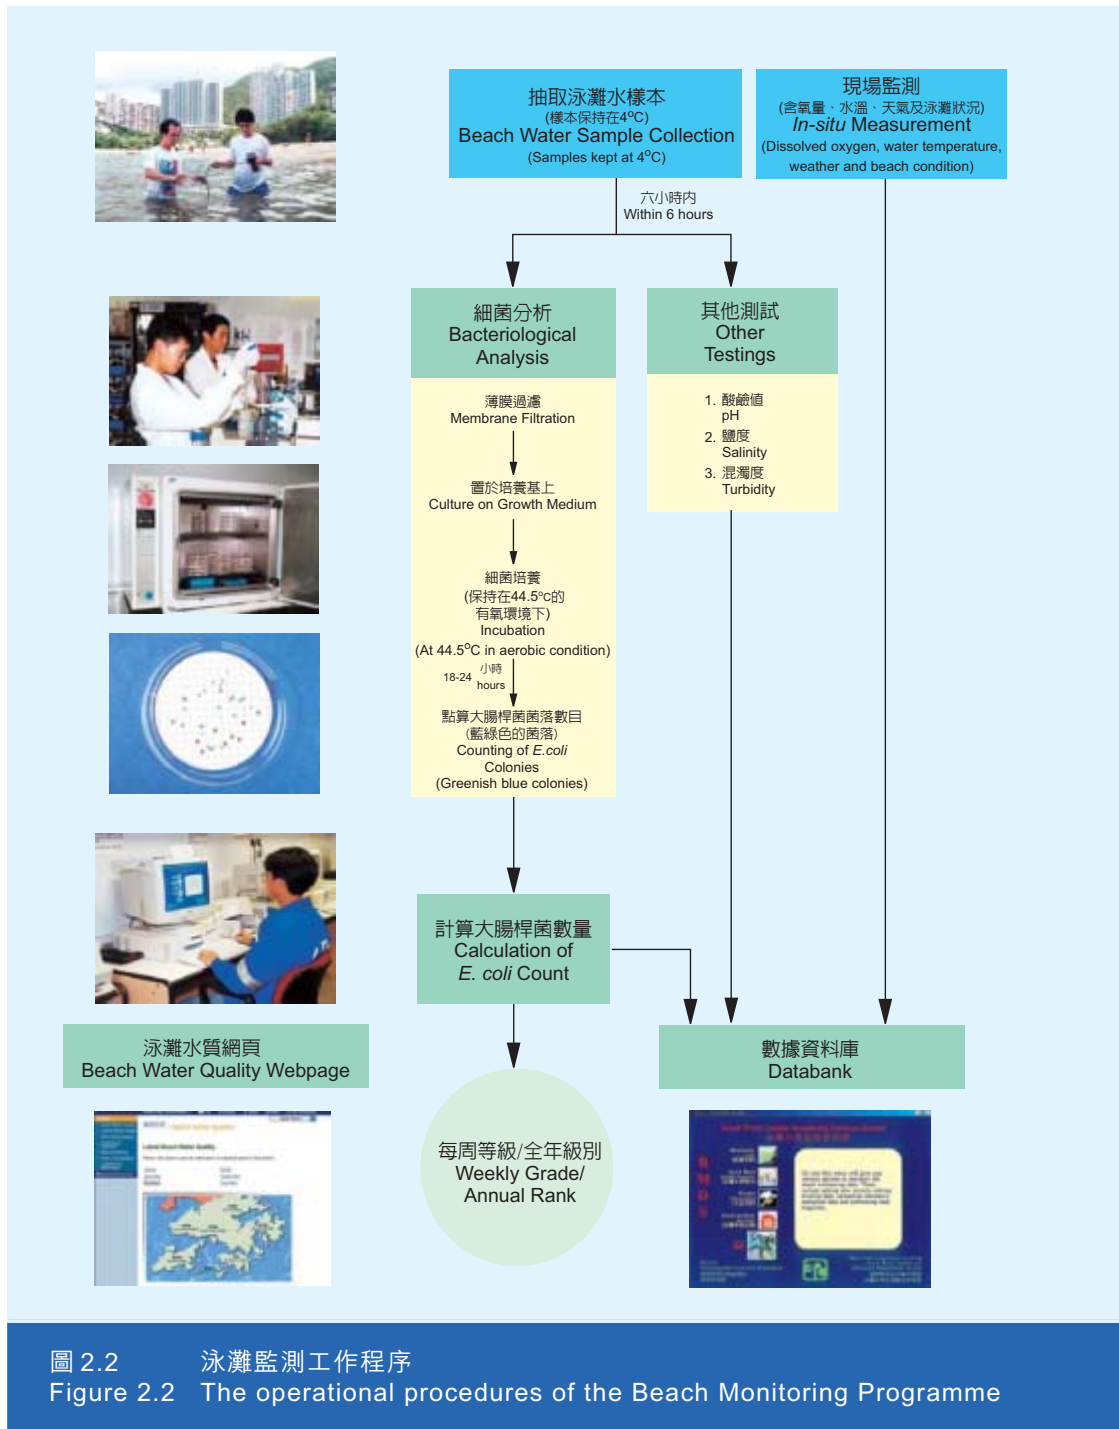 抽取泳灘水樣本
(樣本保持在4°C)
Beach Water Sample Collection
(Samples kept at 4°C)
現場監測
(含氧量、水溫、天氣及泳灘狀況)
In-situ Measurement
(Dissolved oxygen, water temperature,
weather and beach condition)
六小時内
Within 6 hours
細菌分析
Bacteriological
Analysis
薄膜過濾
Membrane Filtration
置於培養基上
Culture on Growth Medium
細菌培養
(保持在44.5°C的
有氧環境下)
Incubation
(At 44.5°C in aerobic condition)
18-24 小時
hours
點算大腸桿菌菌落數目
(藍綠色的菌落)
Counting of E.coli
Colonies
(Greenish blue colonies)
其他測試
Other
Testings
1. 酸鹼值
pH
2. 鹽度
Salinity
3. 混濁度
Turbidity
計算大腸桿菌數量
Calculation of
E. coli Count
泳灘水質網頁
Beach Water Quality Webpage
每周等級/全年級別
Weekly Grade/
Annual Rank
數據資料庫
Databank
Latest Beach Water Quality
圖 2.2 泳灘監測工作程序
Figure 2.2 The operational procedures of the Beach Monitoring Programme